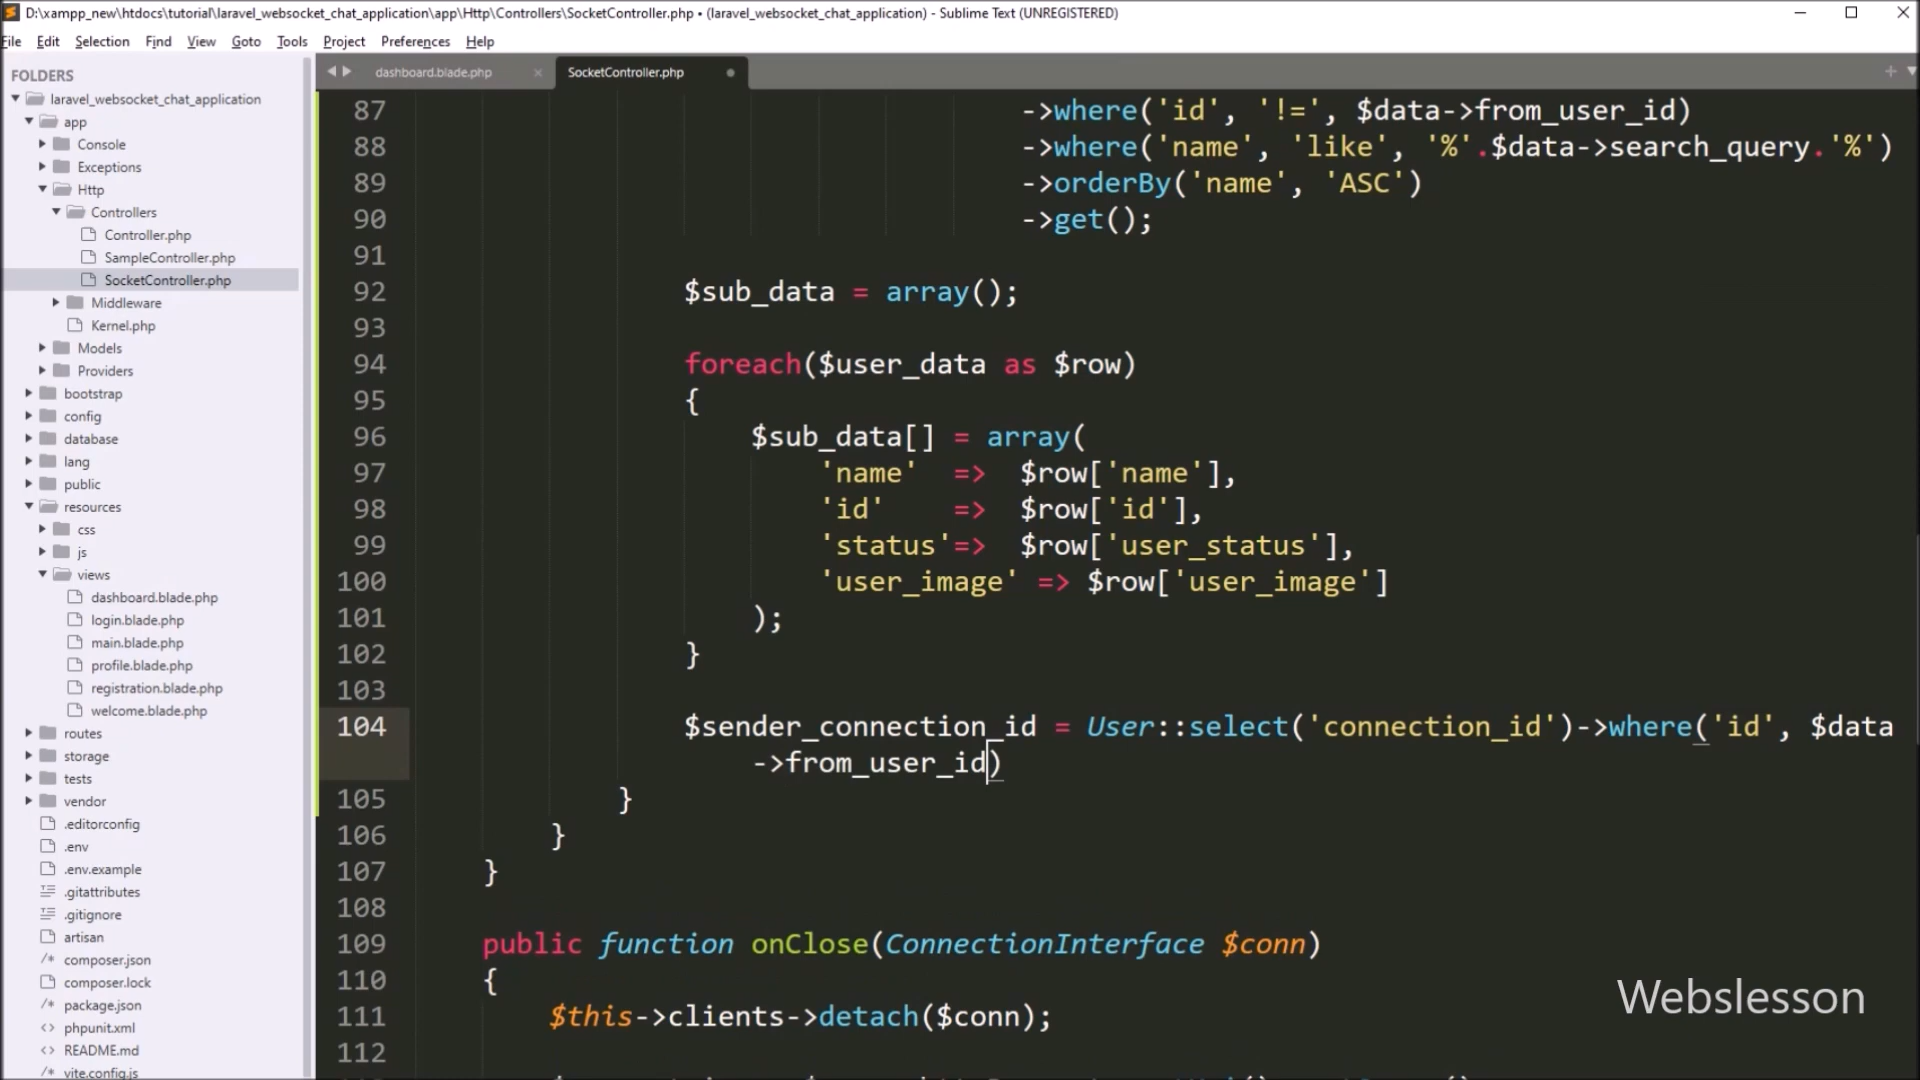 D:\xampp_new\htdocs\tutorial\laravel_websocket_chat_application\app\Http\Controllers\SocketController.php • (laravel_websocket_chat_application) - Sublime Text (UNREGISTERED)
File Edit Selection Find View Goto Tools Project Preferences Help
FOLDERS
laravel_websocket_chat_application
app
Console
Exceptions
Http
Controllers
Controller.php
SampleController.php
SocketController.php
Middleware
Kernel.php
Models
Providers
bootstrap
config
database
lang
public
resources
css
js
views
dashboard.blade.php
login.blade.php
main.blade.php
profile.blade.php
registration.blade.php
welcome.blade.php
routes
storage
tests
vendor
.editorconfig
.env
.env.example
.gitattributes
.gitignore
artisan
composer.json
composer.lock
package.json
phpunit.xml
README.md
vite.config.js
dashboard.blade.php SocketController.php
87 ->where('id', '!=', $data->from_user_id)
88 ->where('name', 'like', '%'.$data->search_query.'%')
89 ->orderBy('name', 'ASC')
90 ->get();
91
92 $sub_data = array();
93
94 foreach($user_data as $row)
95 {
96 $sub_data[] = array(
97 'name' => $row['name'],
98 'id' => $row['id'],
99 'status'=> $row['user_status'],
100 'user_image' => $row['user_image']
101 );
102 }
103
104 $sender_connection_id = User::select('connection_id')->where('id', $data
->from_user_id)
105 }
106 }
107 }
108
109 public function onClose(ConnectionInterface $conn)
110 {
111 $this->clients->detach($conn);
112
Webslesson